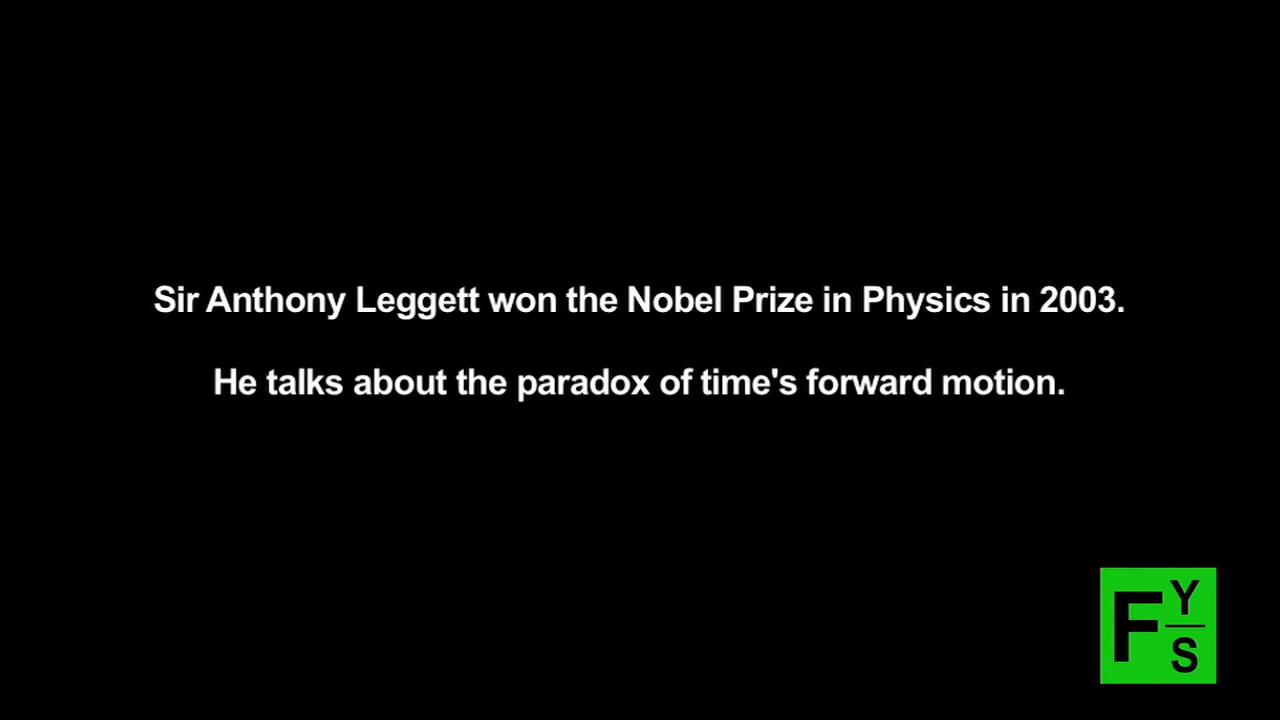 Sir Anthony Leggett won the Nobel Prize in Physics in 2003.
He talks about the paradox of time's forward motion.
F Y
S